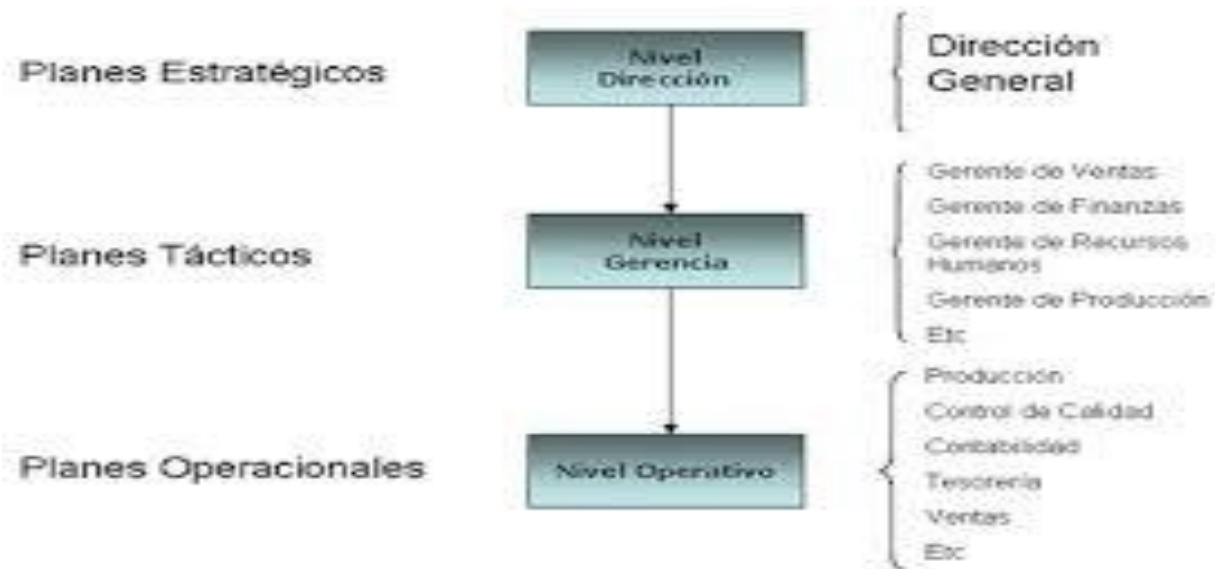 Planes Estratégicos
Nivel
Dirección
Dirección
General
Planes Tácticos
Nivel
Gerencia
Gerente de Ventas
Gerente de Finanzas
Gerente de Recursos
Humanos
Gerente de Producción
Etc
Planes Operacionales
Nivel Operativo
Producción
Control de Calidad
Contabilidad
Tesorería
Ventas
Etc